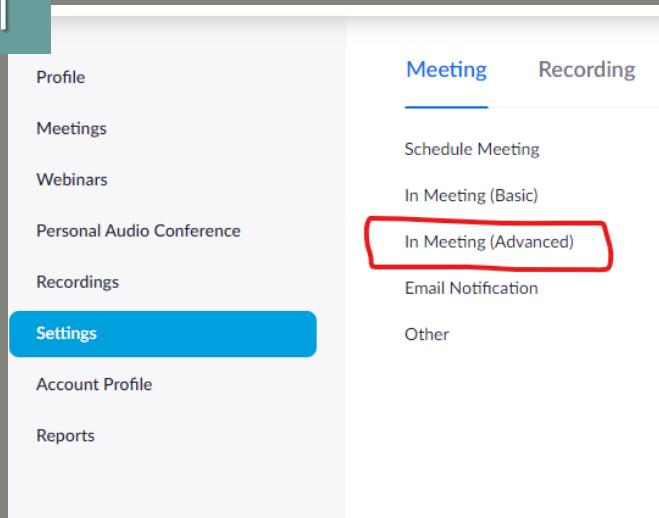 Profile
Meetings
Webinars
Personal Audio Conference
Recordings
Settings
Account Profile
Reports
Meeting Recording
Schedule Meeting
In Meeting (Basic)
In Meeting (Advanced)
Email Notification
Other